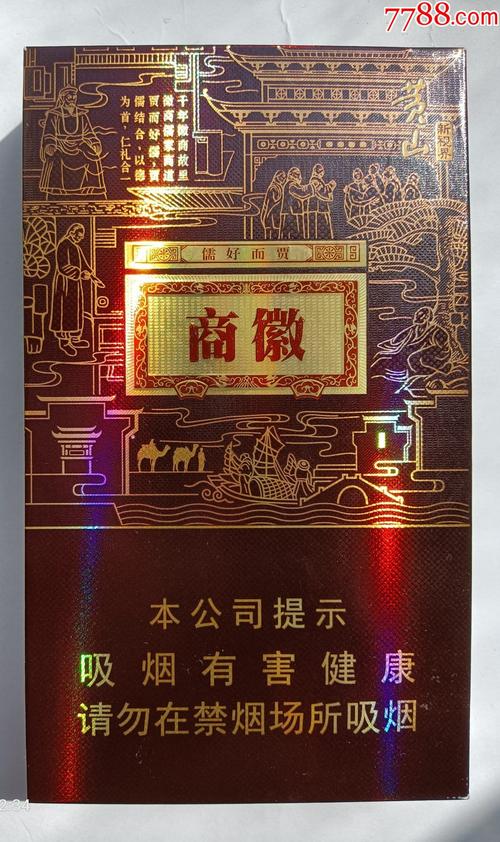 7788.com
黄山
新视界
千年徽商故里
徽商儒家商道
贾而好儒,贾
儒结合,以德
为首,仁礼合
贾而好儒
徽商
本公司提示
吸烟有害健康
请勿在禁烟场所吸烟